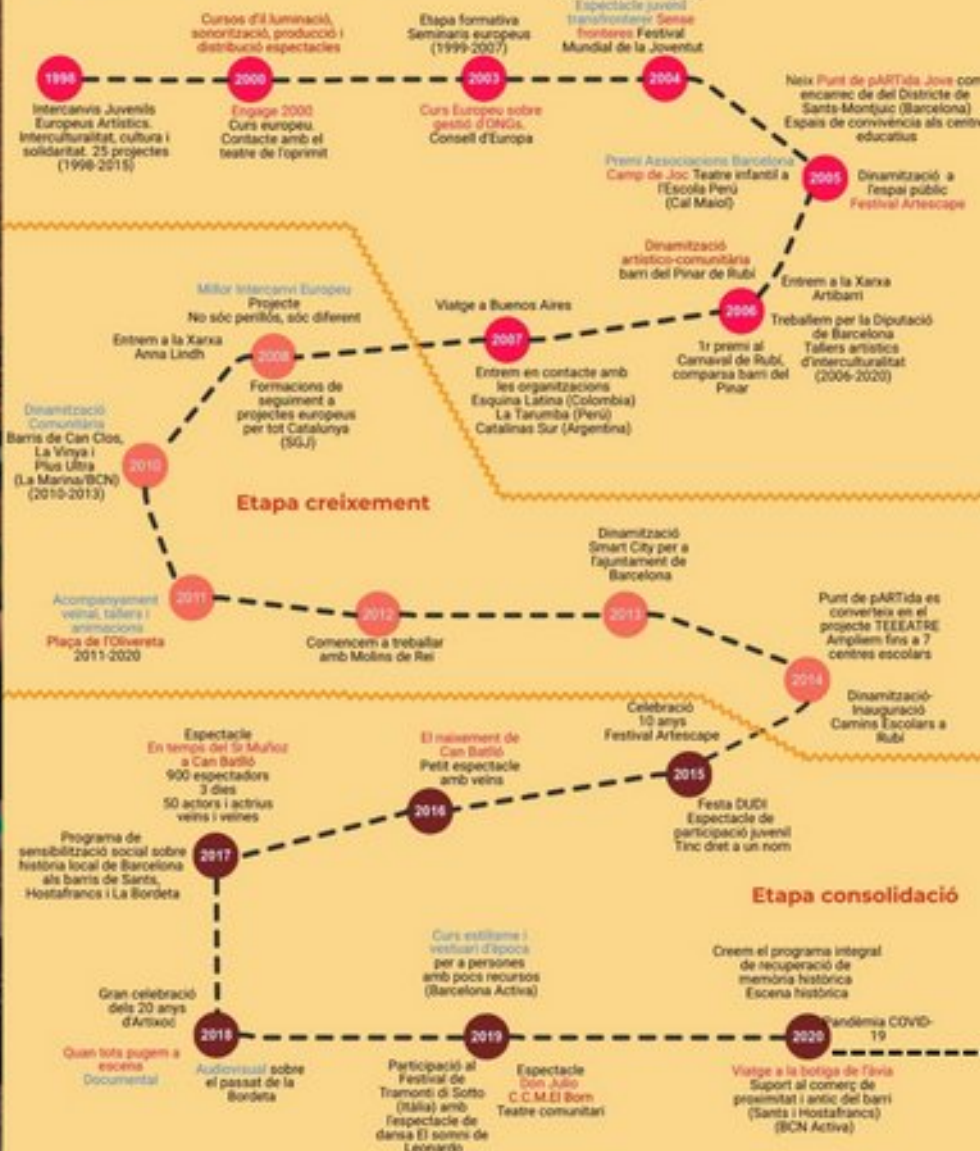 Cursos d'il·luminació,
sonorització, producció i
distribució espectacles
Etapa formativa
Seminaris europeus
(1999-2007)
Espectacle juvenil
transfronterer Sense
fronteres Festival
Mundial de la Joventut
1998
2000
2003
2004
Intercanvis Juvenils
Europeus Artístics.
Interculturalitat, cultura i
solidaritat. 25 projectes
(1998-2015)
Engage 2000
Curs europeu.
Contacte amb el
teatre de l'oprimit
Curs Europeu sobre
gestió d'ONGs.
Consell d'Europa
Neix Punt de pARTida Jove com
encarrec de del Districte de
Sants-Montjuic (Barcelona)
Espais de convivència als centre
educatius
Premi Associacions Barcelona
Camp de Joc Teatre infantil a
l'Escola Perú
(Cal Maiol)
2005
Dinamització a
l'espai públic
Festival Artescape
Dinamització
artístico-comunitària
barri del Pinar de Rubí
2006
Entrem a la Xarxa
Artibarri
Treballem per la Diputació
de Barcelona
Tallers artístics
d'interculturalitat
(2006-2020)
1r premi al
Carnaval de Rubí,
comparsa barri del
Pinar
Viatge a Buenos Aires
2007
Entrem en contacte amb
les organitzacions
Esquina Latina (Colombia)
La Tarumba (Perú)
Catalinas Sur (Argentina)
Millor Intercanvi Europeu
Projecte
No sóc perillós, sóc diferent
Entrem a la Xarxa
Anna Lindh
2008
Formacions de
seguiment a
projectes europeus
per tot Catalunya
(SGJ)
Dinamització
Comunitària
Barris de Can Clos,
La Vinya i
Plus Ultra
(La Marina/BCN)
(2010-2013)
2010
Etapa creixement
2011
Acompanyament
veïnal, tallers i
animacions
Plaça de l'Olivereta
2011-2020
2012
Comencem a treballar
amb Molins de Rei
Dinamització
Smart City per a
l'ajuntament de
Barcelona
2013
Punt de pARTida es
converteix en el
projecte TEEEATRE
Ampliem fins a 7
centres escolars
2014
Dinamització-
Inauguració
Camins Escolars a
Rubí
Celebració
10 anys
Festival Artescape
2015
Festa DUDI
Espectacle de
participació juvenil
Tinc dret a un nom
El naixement de
Can Batlló
Petit espectacle
amb veïns
2016
Espectacle
En temps del Sr Muñoz
a Can Batlló
900 espectadors
3 dies
50 actors i actrius
veïns i veïnes
2017
Programa de
sensibilització social sobre
història local de Barcelona
als barris de Sants,
Hostafrancs i La Bordeta
Etapa consolidació
Gran celebració
dels 20 anys
d'Artixoc
2018
Quan tots pugem a
escena
Documental
Audiovisual sobre
el passat de la
Bordeta
Curs estilisme i
vestuari d'època
per a persones
amb pocs recursos
(Barcelona Activa)
2019
Participació al
Festival de
Tramonti di Sotto
(Itàlia) amb
l'espectacle de
dansa El somni de
Leonardo
Espectacle
Don Julio
C.C.M.El Born
Teatre comunitari
Creem el programa integral
de recuperació de
memòria històrica
Escena històrica
2020
Pandèmia COVID-
19
Viatge a la botiga de l'àvia
Suport al comerç de
proximitat i antic del barri
(Sants i Hostafrancs)
(BCN Activa)